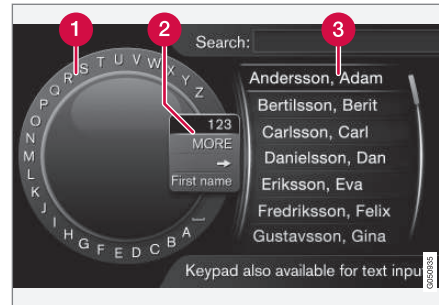 1
2
3
Search:
A B C D E F G H I J K L M N O P Q R S T U V W X Y Z _
123
MORE
First name
Andersson, Adam
Bertilsson, Berit
Carlsson, Carl
Danielsson, Dan
Eriksson, Eva
Fredriksson, Felix
Gustavsson, Gina
Keypad also available for text input
G050935